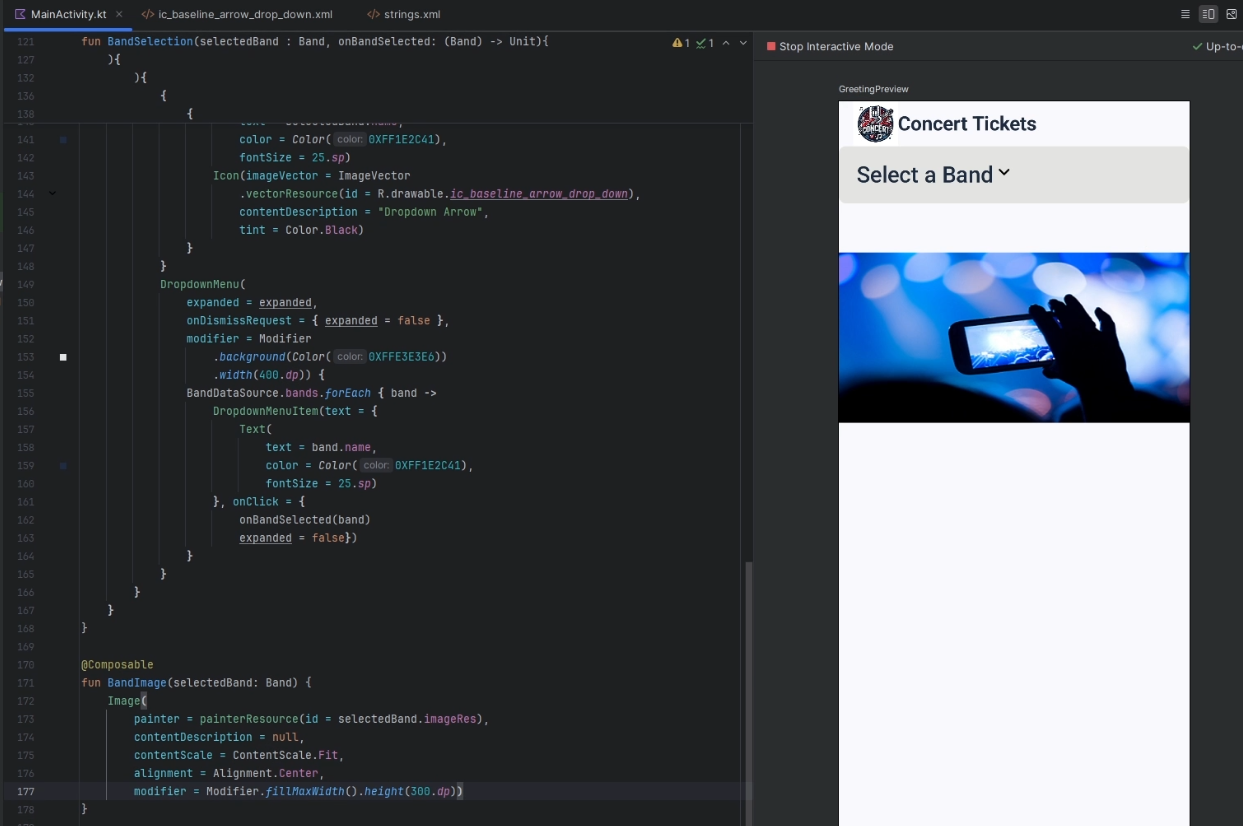 MainActivity.kt
ic_baseline_arrow_drop_down.xml
strings.xml
121 fun BandSelection(selectedBand : Band, onBandSelected: (Band) -> Unit){
1 1
127 ){
132 ){
136 {
138 {
141 color = Color( color: 0XFF1E2C41),
142 fontSize = 25.sp)
143 Icon(imageVector = ImageVector
144 .vectorResource(id = R.drawable.ic_baseline_arrow_drop_down),
145 contentDescription = "Dropdown Arrow",
146 tint = Color.Black)
147 }
148 }
149 DropdownMenu(
150 expanded = expanded,
151 onDismissRequest = { expanded = false },
152 modifier = Modifier
153 .background(Color( color: 0XFFE3E3E6))
154 .width(400.dp)) {
155 BandDataSource.bands.forEach { band ->
156 DropdownMenuItem(text = {
157 Text(
158 text = band.name,
159 color = Color( color: 0XFF1E2C41),
160 fontSize = 25.sp)
161 }, onClick = {
162 onBandSelected(band)
163 expanded = false})
164 }
165 }
166 }
167 }
168 }
169
170 @Composable
171 fun BandImage(selectedBand: Band) {
172 Image(
173 painter = painterResource(id = selectedBand.imageRes),
174 contentDescription = null,
175 contentScale = ContentScale.Fit,
176 alignment = Alignment.Center,
177 modifier = Modifier.fillMaxWidth().height(300.dp))
178 }
Stop Interactive Mode
Up-to-
GreetingPreview
CONCERT
Concert Tickets
Select a Band